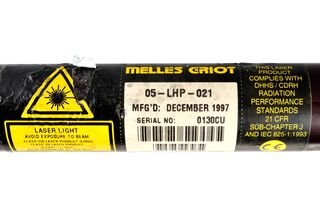 MELLES GRIOT
05-LHP-021
MFG'D: DECEMBER 1997
SERIAL NO: 0130CU
LASER LIGHT
AVOID EXPOSURE TO BEAM
THIS LASER
PRODUCT
COMPLIES WITH
DHHS / CDRH
RADIATION
PERFORMANCE
STANDARDS
21 CFR
SUB-CHAPTER J
AND IEC 825-1:1993
CE